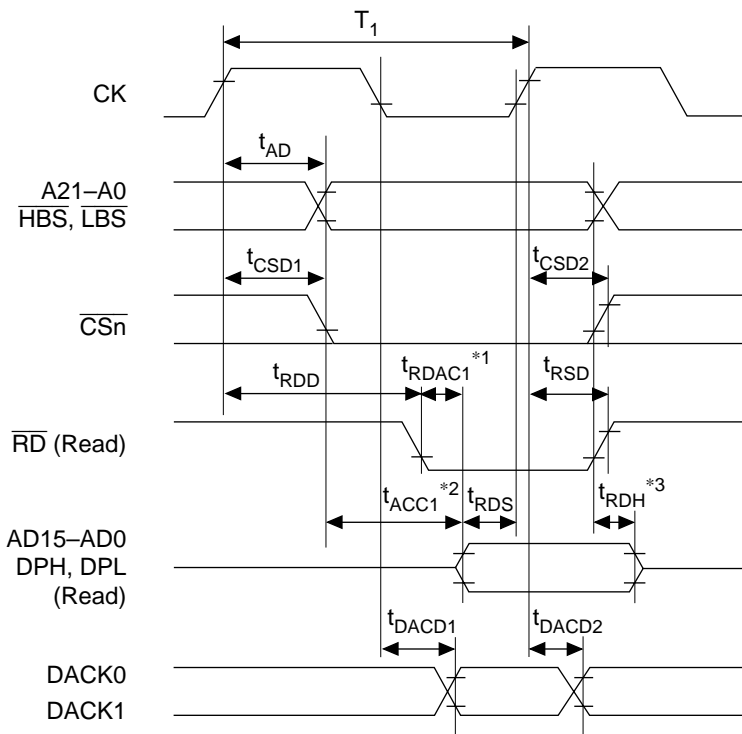 T1
CK
tAD
A21–A0
HBS, LBS
tCSD1
tCSD2
CSn
tRDD
tRDAC1*1
tRSD
RD (Read)
tACC1*2
tRDS
tRDH*3
AD15–AD0
DPH, DPL
(Read)
tDACD1
tDACD2
DACK0
DACK1